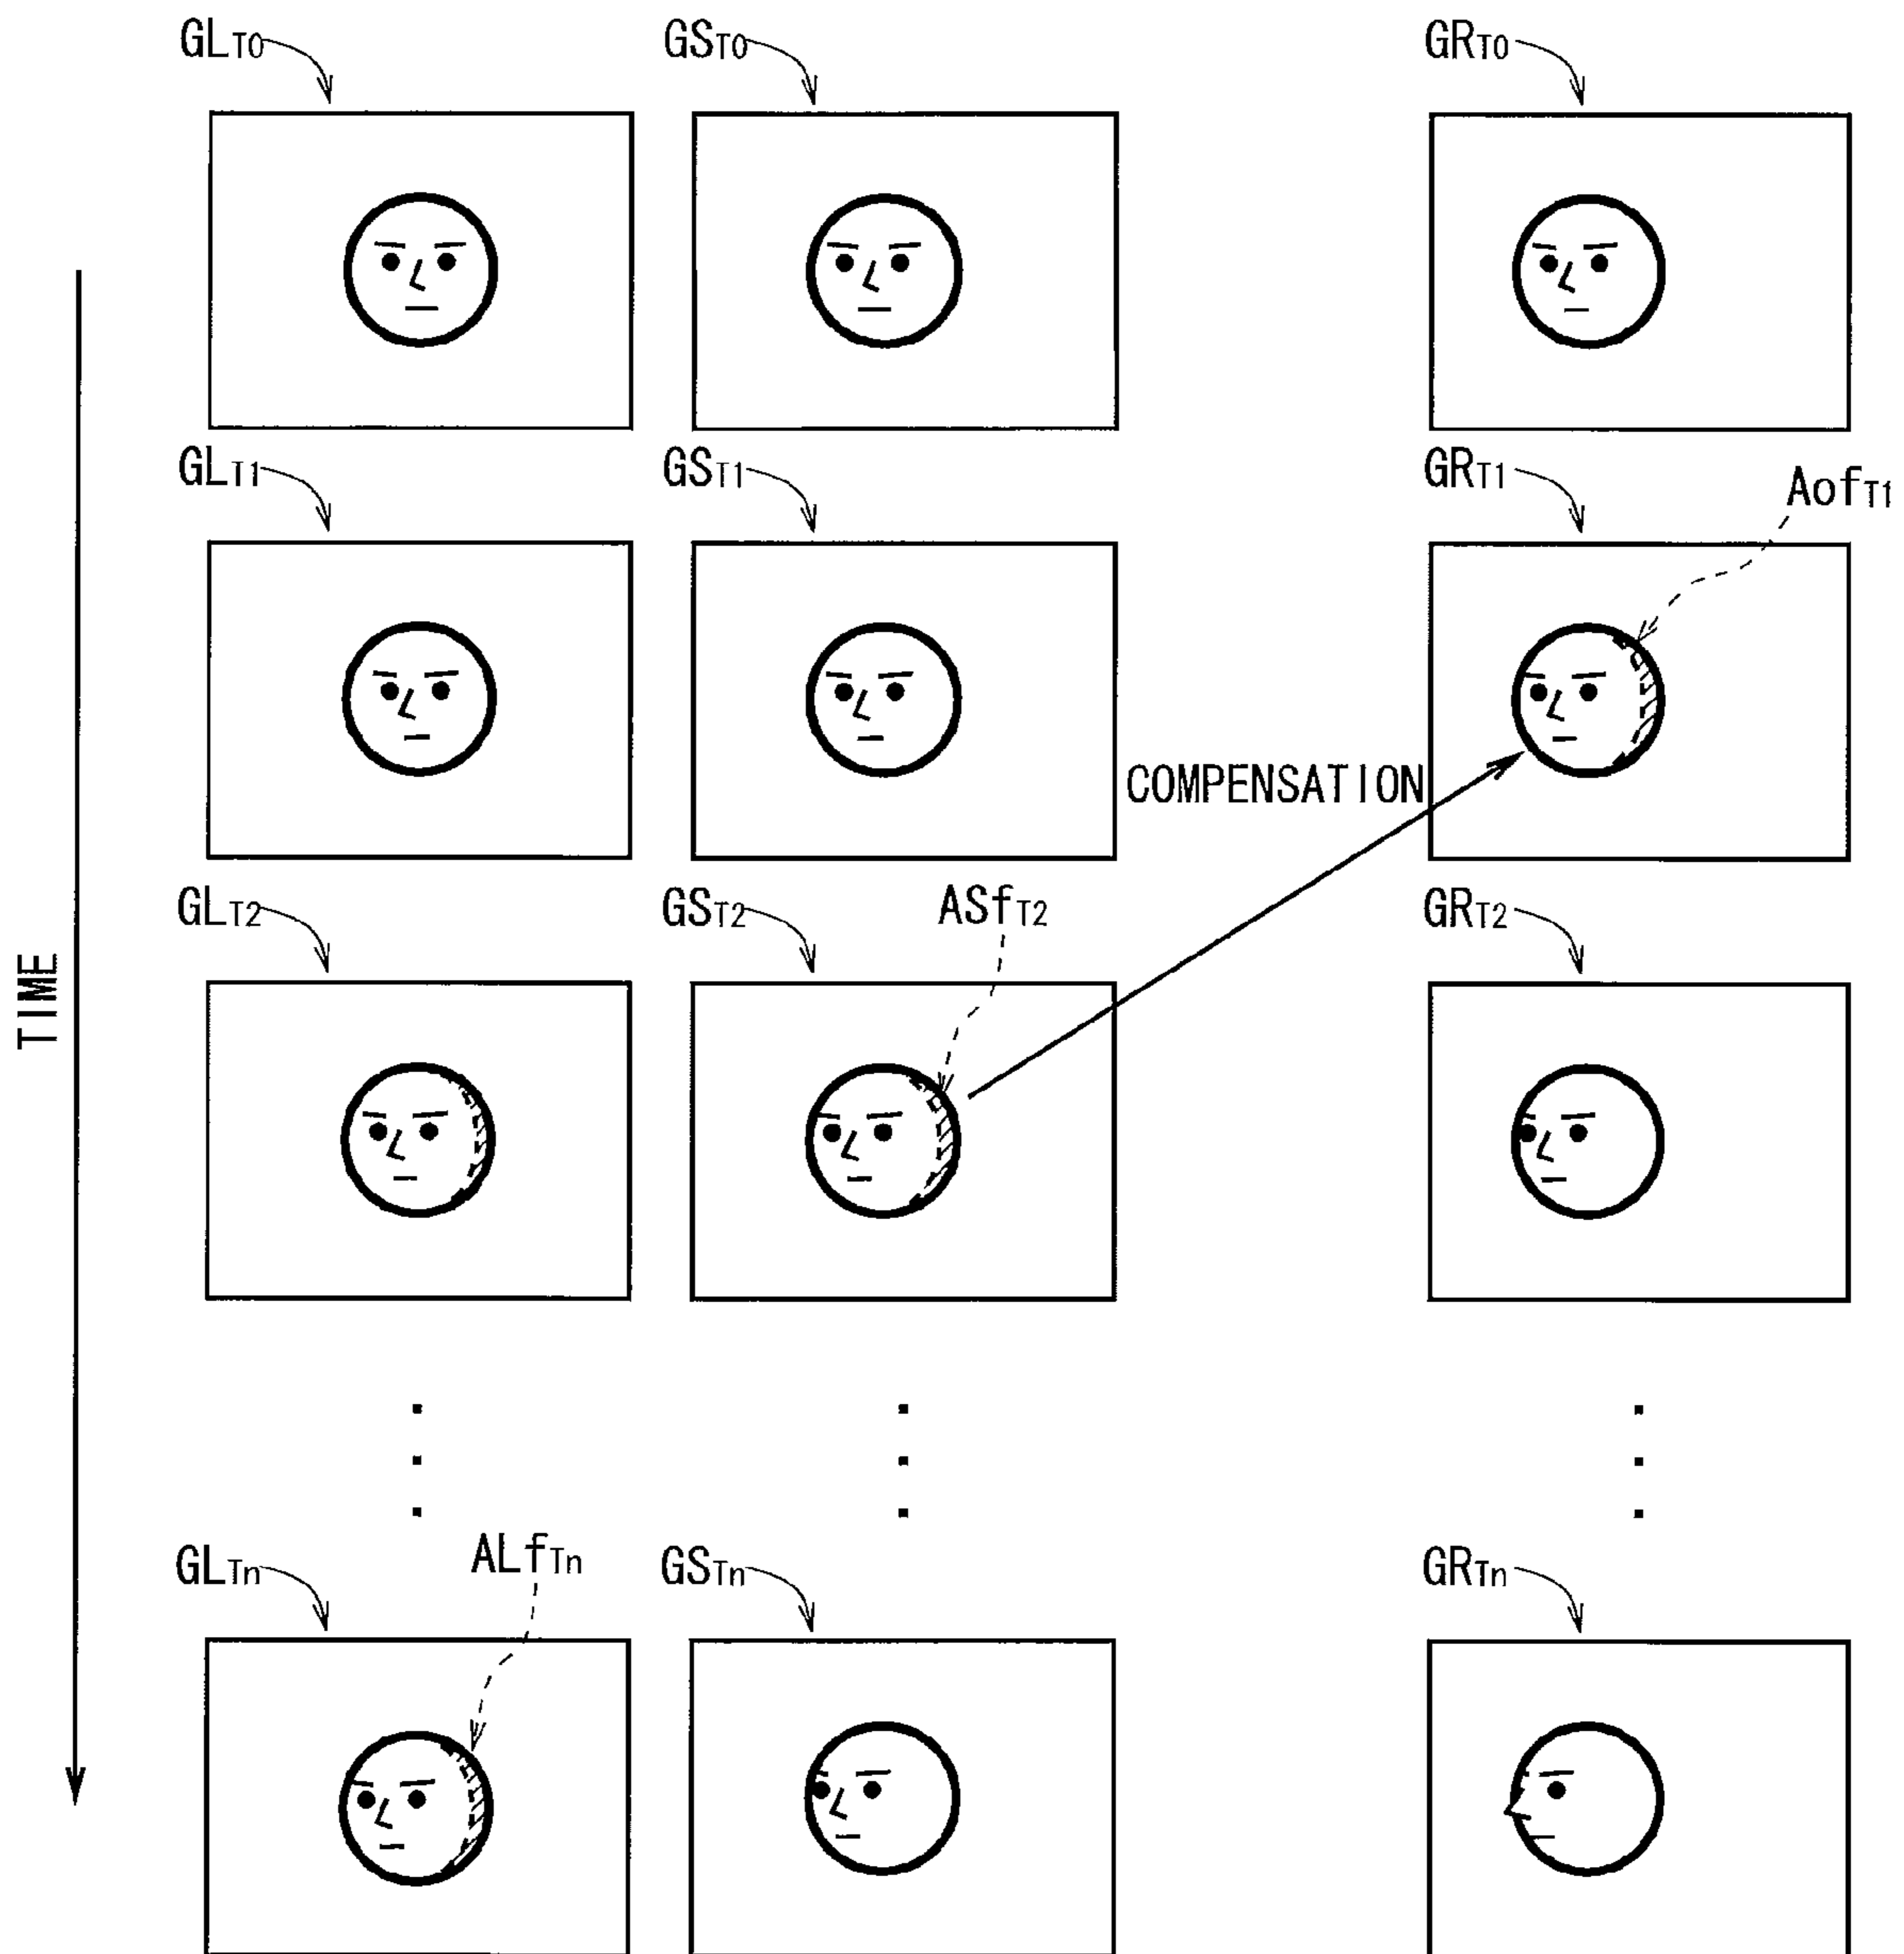 GLT0 GST0 GRT0
GLT1 GST1 GRT1 AofT1
COMPENSATION
GLT2 GST2 ASfT2 GRT2
TIME
GLTn ALfTn GSTn GRTn